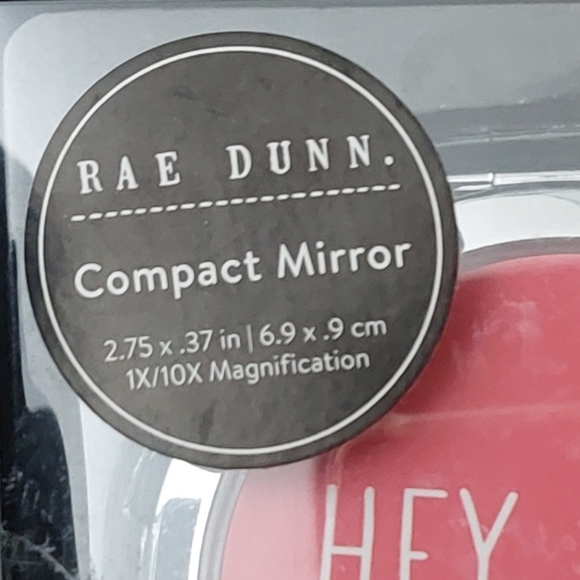 RAE DUNN.
Compact Mirror
2.75 x .37 in | 6.9 x .9 cm
1X/10X Magnification
HEY